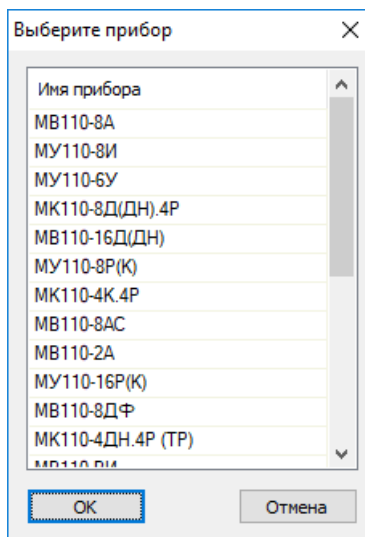 Выберите прибор
Имя прибора
МВ110-8А
МУ110-8И
МУ110-6У
МК110-8Д(ДН).4Р
МВ110-16Д(ДН)
МУ110-8Р(К)
МК110-4К.4Р
МВ110-8АС
МВ110-2А
МУ110-16Р(К)
МВ110-8ДФ
МК110-4ДН.4Р (ТР)
ОК
Отмена